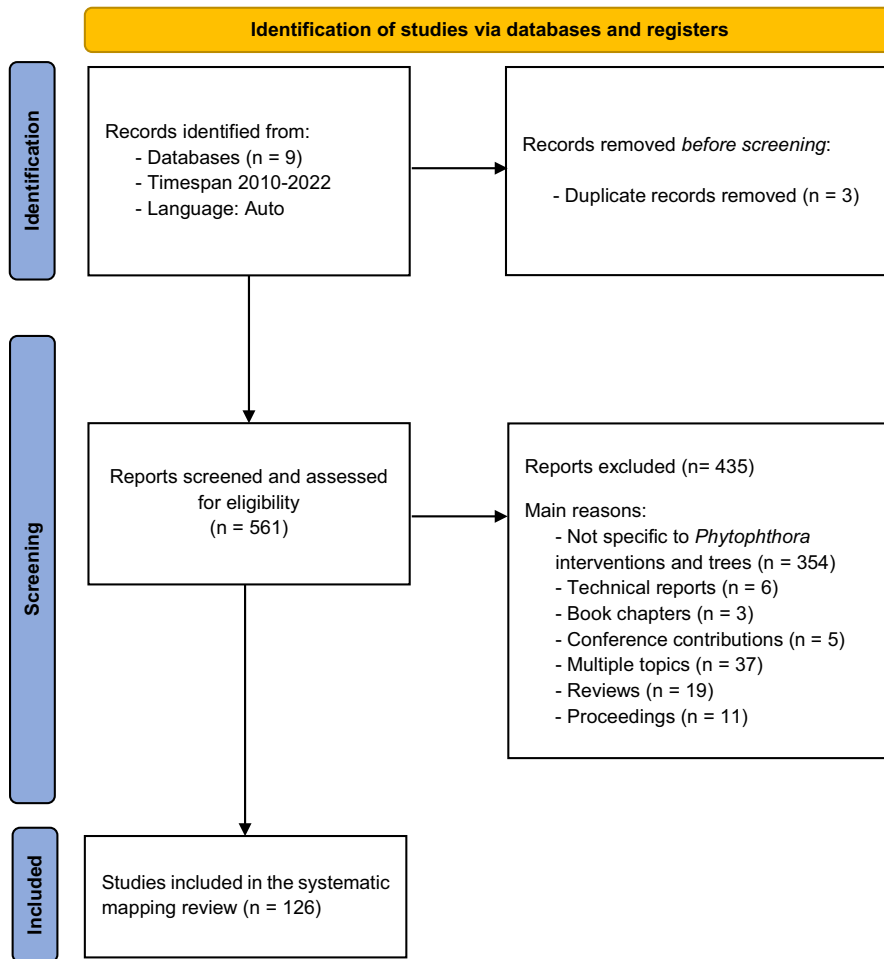 Identification of studies via databases and registers
Identification
Records identified from:
- Databases (n = 9)
- Timespan 2010-2022
- Language: Auto
Records removed before screening:
- Duplicate records removed (n = 3)
Screening
Reports screened and assessed
for eligibility
(n = 561)
Reports excluded (n= 435)
Main reasons:
- Not specific to Phytophthora
interventions and trees (n = 354)
- Technical reports (n = 6)
- Book chapters (n = 3)
- Conference contributions (n = 5)
- Multiple topics (n = 37)
- Reviews (n = 19)
- Proceedings (n = 11)
Included
Studies included in the systematic
mapping review (n = 126)